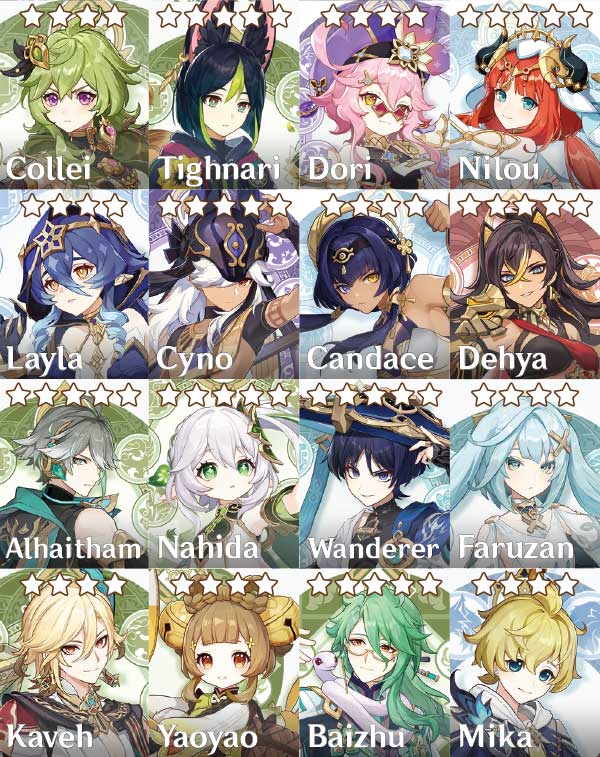 Collei
Tighnari
Dori
Nilou
Layla
Cyno
Candace
Dehya
Alhaitham
Nahida
Wanderer
Faruzan
Kaveh
Yaoyao
Baizhu
Mika